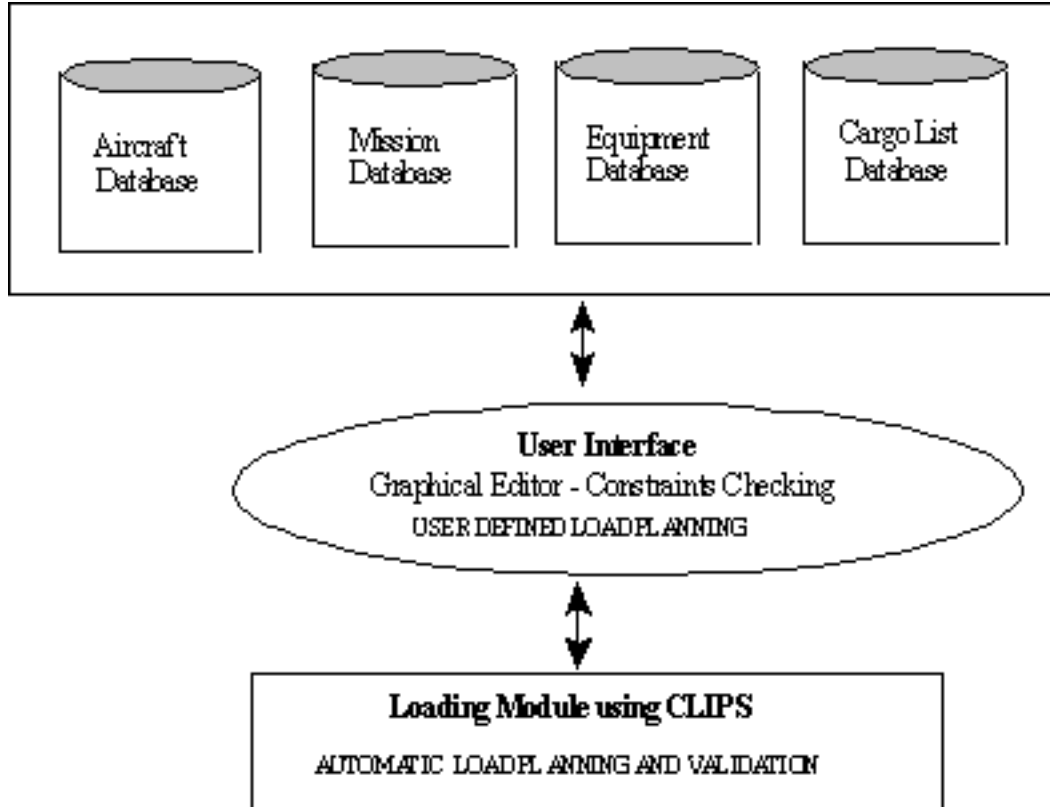 Aircraft
Database
Mission
Database
Equipment
Database
Cargo List
Database
User Interface
Graphical Editor - Constraints Checking
USER DEFINED LOADPLANNING
Loading Module using CLIPS
AUTOMATIC LOADPLANNING AND VALIDATION